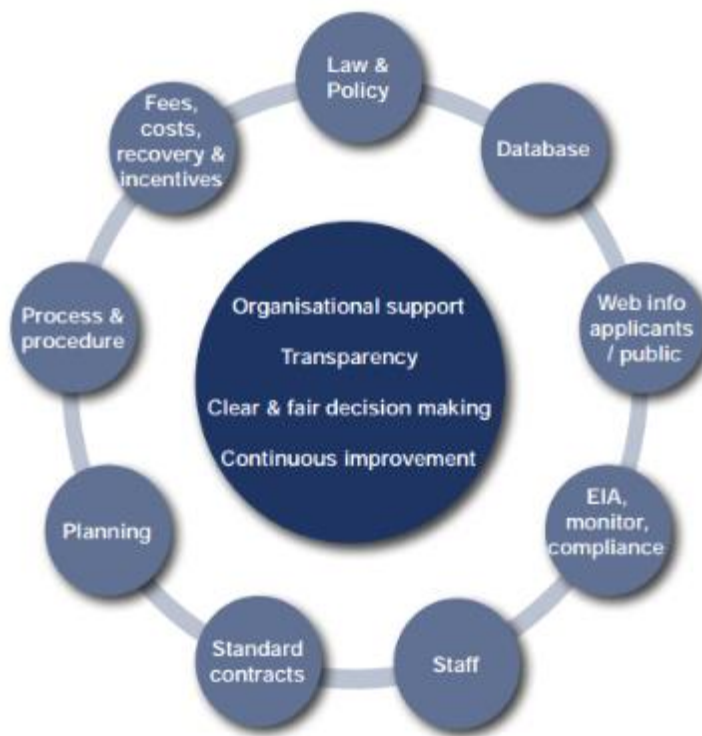 Law &
Policy
Database
Web info
applicants
/ public
EIA,
monitor,
compliance
Staff
Standard
contracts
Planning
Process &
procedure
Fees,
costs,
recovery &
incentives
Organisational support
Transparency
Clear & fair decision making
Continuous improvement